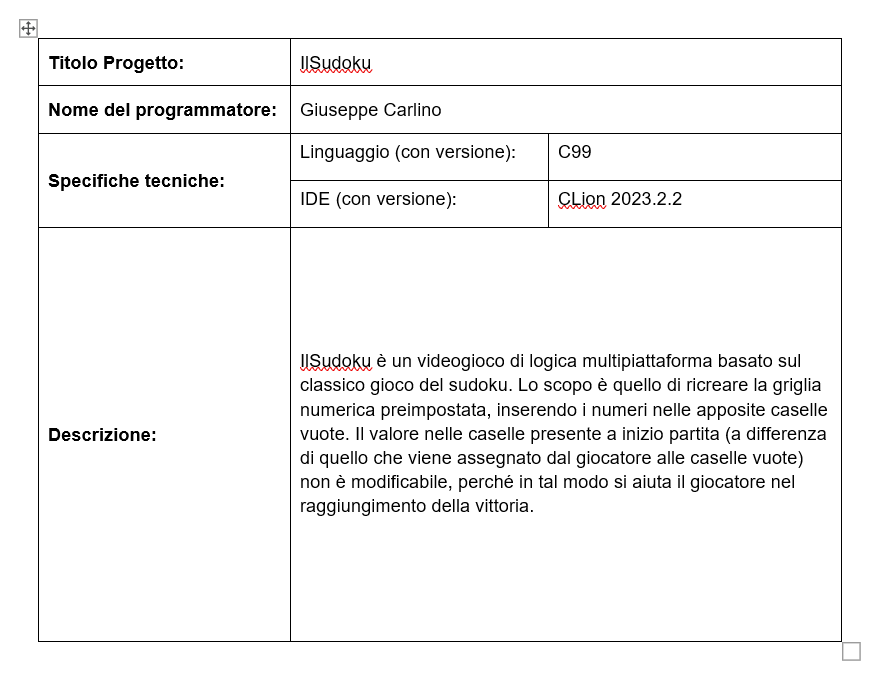 Titolo Progetto: IlSudoku
Nome del programmatore: Giuseppe Carlino
Specifiche tecniche:
Linguaggio (con versione): C99
IDE (con versione): CLion 2023.2.2
Descrizione:
IlSudoku è un videogioco di logica multipiattaforma basato sul
classico gioco del sudoku. Lo scopo è quello di ricreare la griglia
numerica preimpostata, inserendo i numeri nelle apposite caselle
vuote. Il valore nelle caselle presente a inizio partita (a differenza
di quello che viene assegnato dal giocatore alle caselle vuote)
non è modificabile, perché in tal modo si aiuta il giocatore nel
raggiungimento della vittoria.